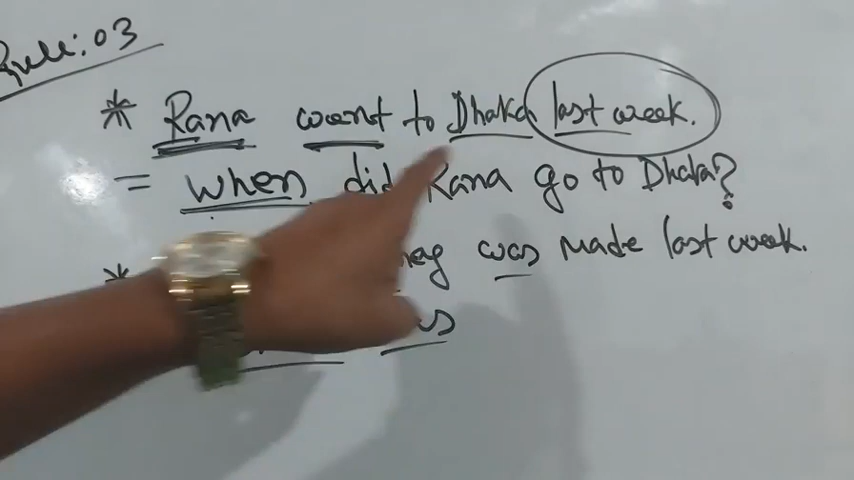 Rule: 03
* Rana went to Dhaka last week.
= when did Rana go to Dhaka?
* was made last week.